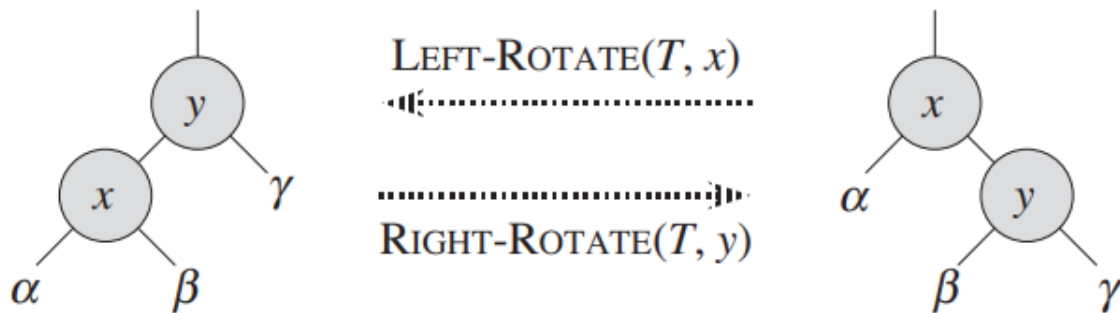 LEFT-ROTATE(T, x)
y
x
x
γ
α
y
RIGHT-ROTATE(T, y)
α
β
β
γ